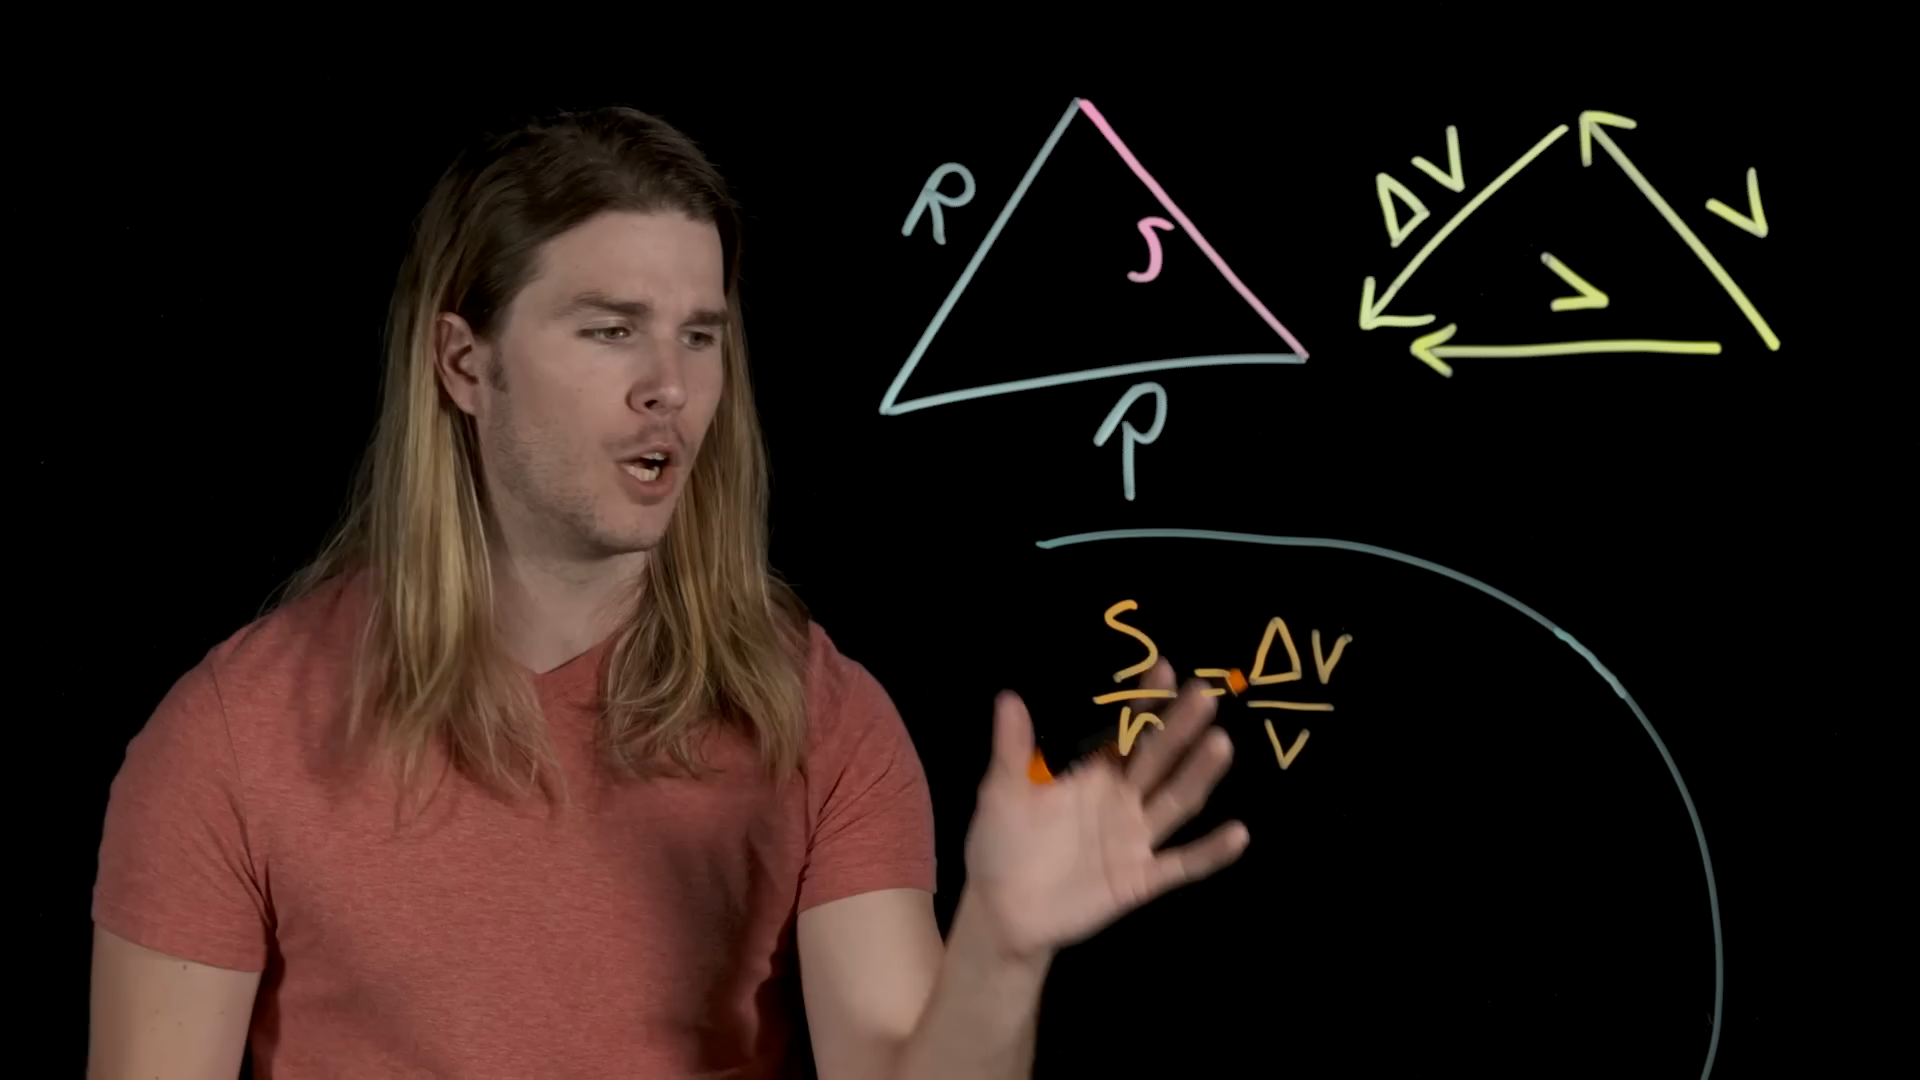 R
S
R
ΔV
V
V
S/r = ΔV/V